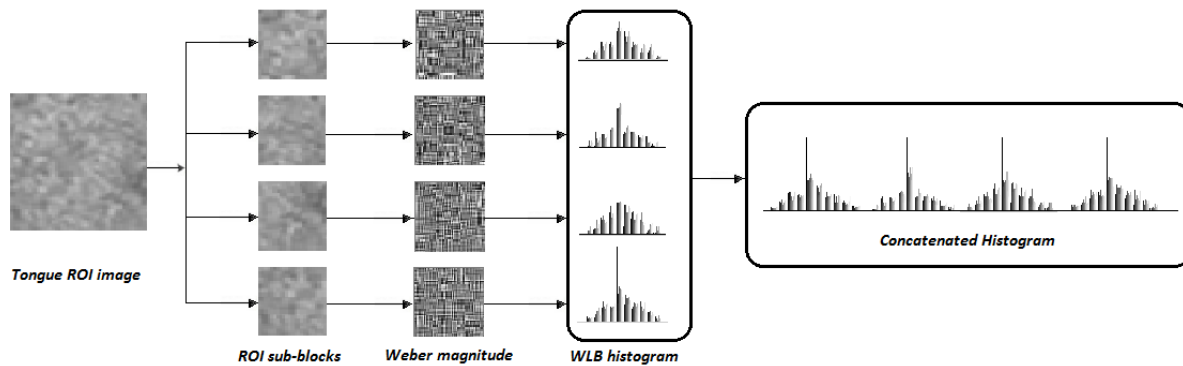 Tongue ROI image
ROI sub-blocks
Weber magnitude
WLB histogram
Concatenated Histogram